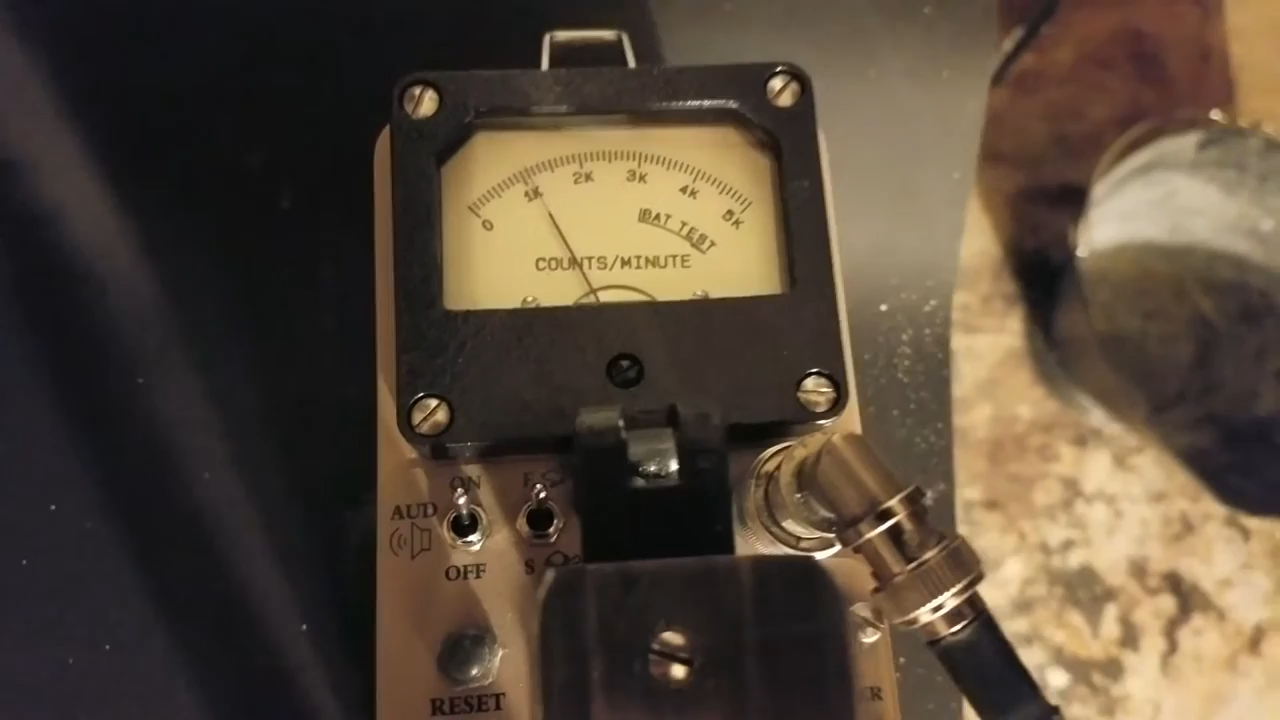 0 1K 2K 3K 4K 5K
BAT TEST
COUNTS/MINUTE
ON F
AUD
OFF S
RESET